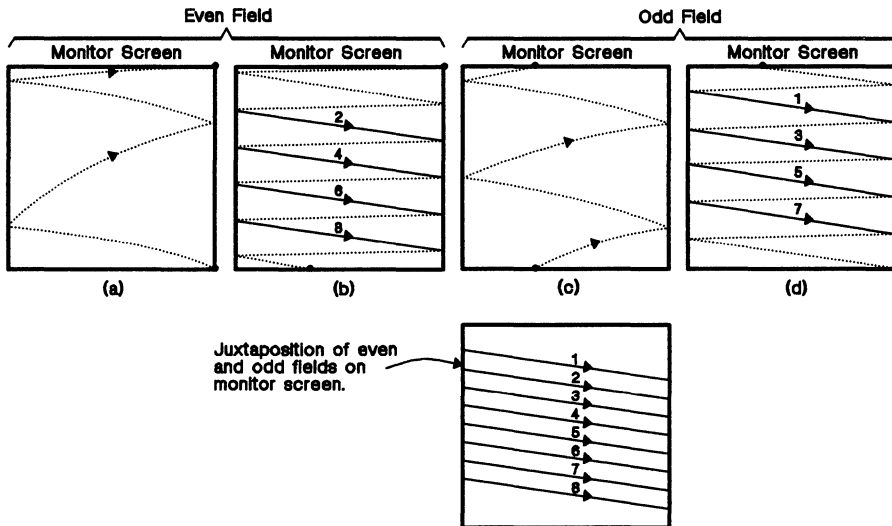 Even Field
Odd Field
Monitor Screen
Monitor Screen
Monitor Screen
Monitor Screen
2
4
6
8
1
3
5
7
(a)
(b)
(c)
(d)
Juxtaposition of even
and odd fields on
monitor screen.
1
2
3
4
5
6
7
8